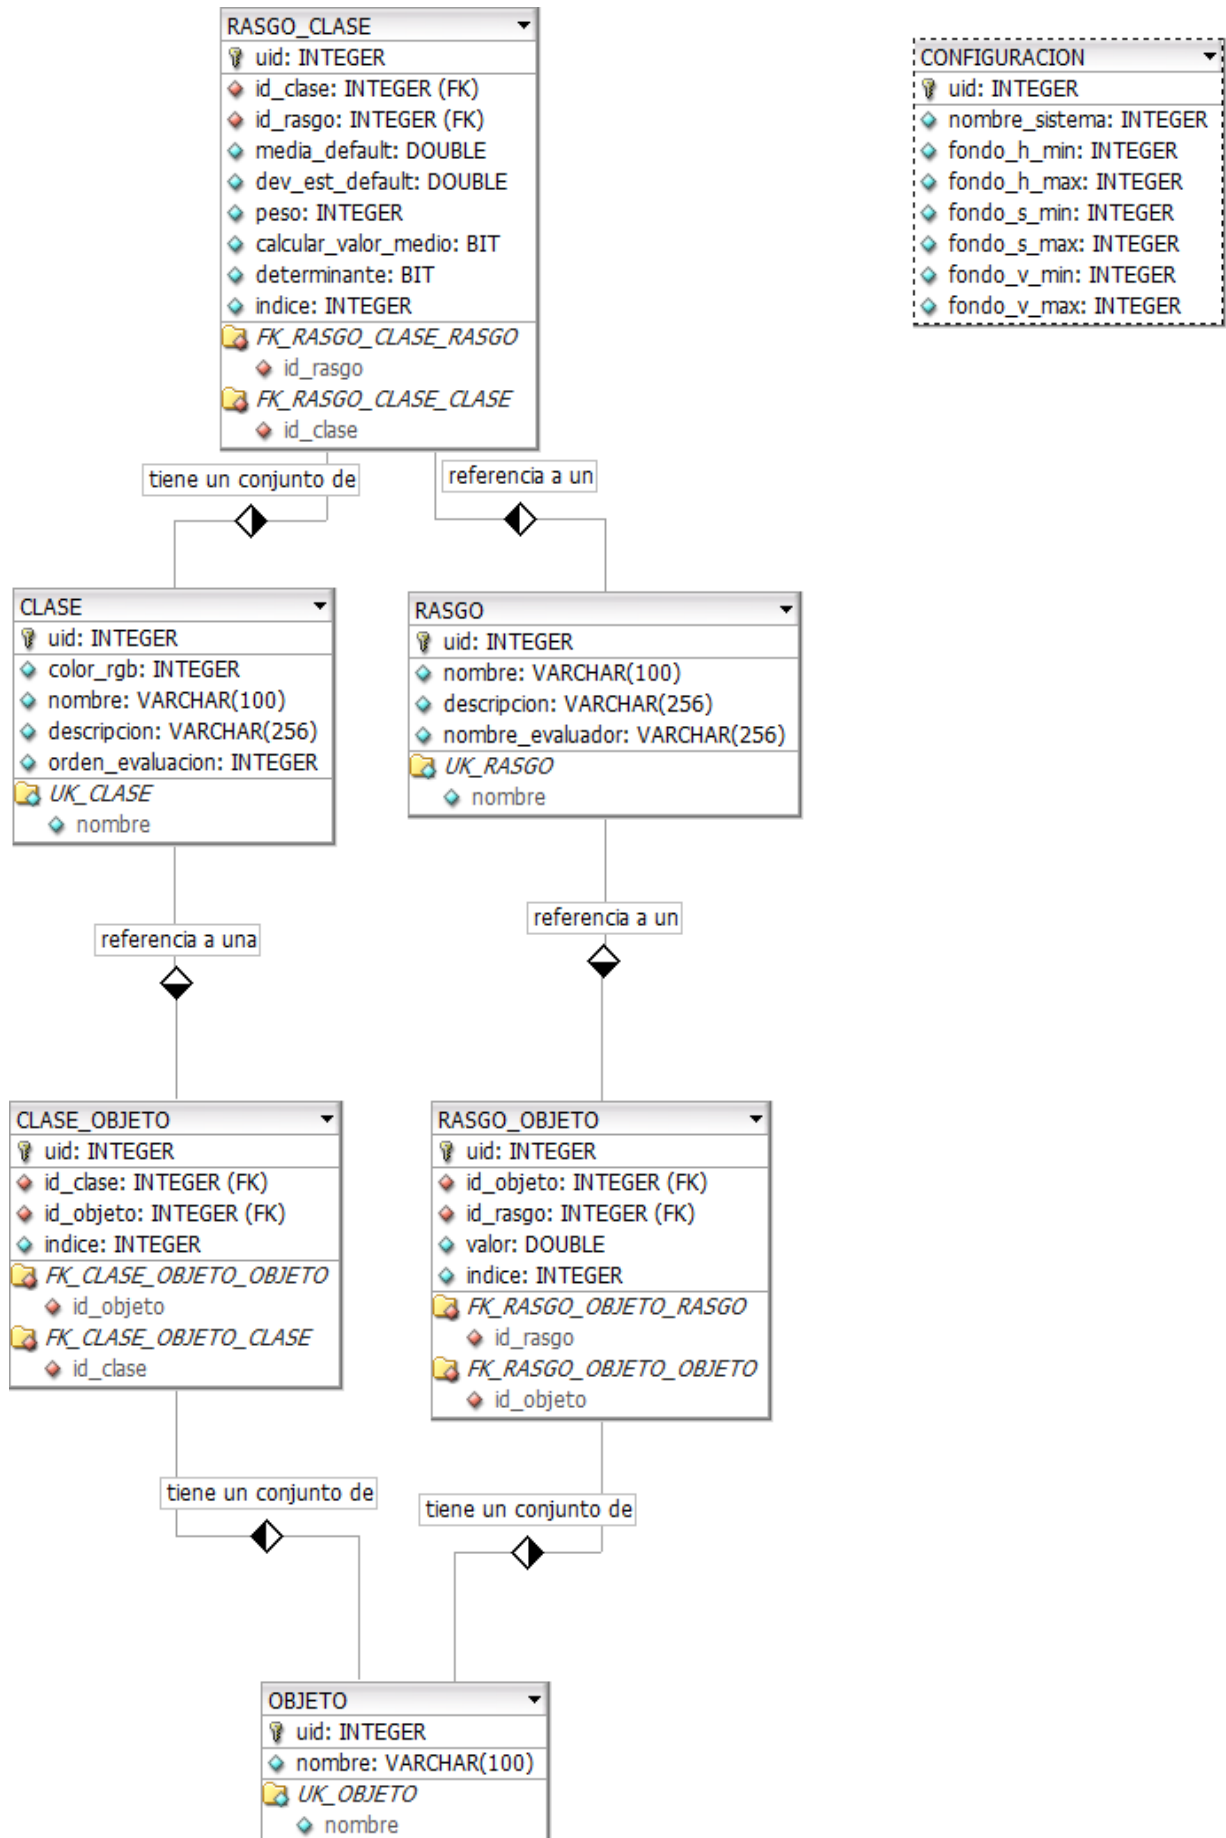 RASGO_CLASE
uid: INTEGER
id_clase: INTEGER (FK)
id_rasgo: INTEGER (FK)
media_default: DOUBLE
dev_est_default: DOUBLE
peso: INTEGER
calcular_valor_medio: BIT
determinante: BIT
indice: INTEGER
FK_RASGO_CLASE_RASGO
id_rasgo
FK_RASGO_CLASE_CLASE
id_clase
CONFIGURACION
uid: INTEGER
nombre_sistema: INTEGER
fondo_h_min: INTEGER
fondo_h_max: INTEGER
fondo_s_min: INTEGER
fondo_s_max: INTEGER
fondo_v_min: INTEGER
fondo_v_max: INTEGER
tiene un conjunto de
referencia a un
CLASE
uid: INTEGER
color_rgb: INTEGER
nombre: VARCHAR(100)
descripcion: VARCHAR(256)
orden_evaluacion: INTEGER
UK_CLASE
nombre
RASGO
uid: INTEGER
nombre: VARCHAR(100)
descripcion: VARCHAR(256)
nombre_evaluador: VARCHAR(256)
UK_RASGO
nombre
referencia a una
referencia a un
CLASE_OBJETO
uid: INTEGER
id_clase: INTEGER (FK)
id_objeto: INTEGER (FK)
indice: INTEGER
FK_CLASE_OBJETO_OBJETO
id_objeto
FK_CLASE_OBJETO_CLASE
id_clase
RASGO_OBJETO
uid: INTEGER
id_objeto: INTEGER (FK)
id_rasgo: INTEGER (FK)
valor: DOUBLE
indice: INTEGER
FK_RASGO_OBJETO_RASGO
id_rasgo
FK_RASGO_OBJETO_OBJETO
id_objeto
tiene un conjunto de
tiene un conjunto de
OBJETO
uid: INTEGER
nombre: VARCHAR(100)
UK_OBJETO
nombre